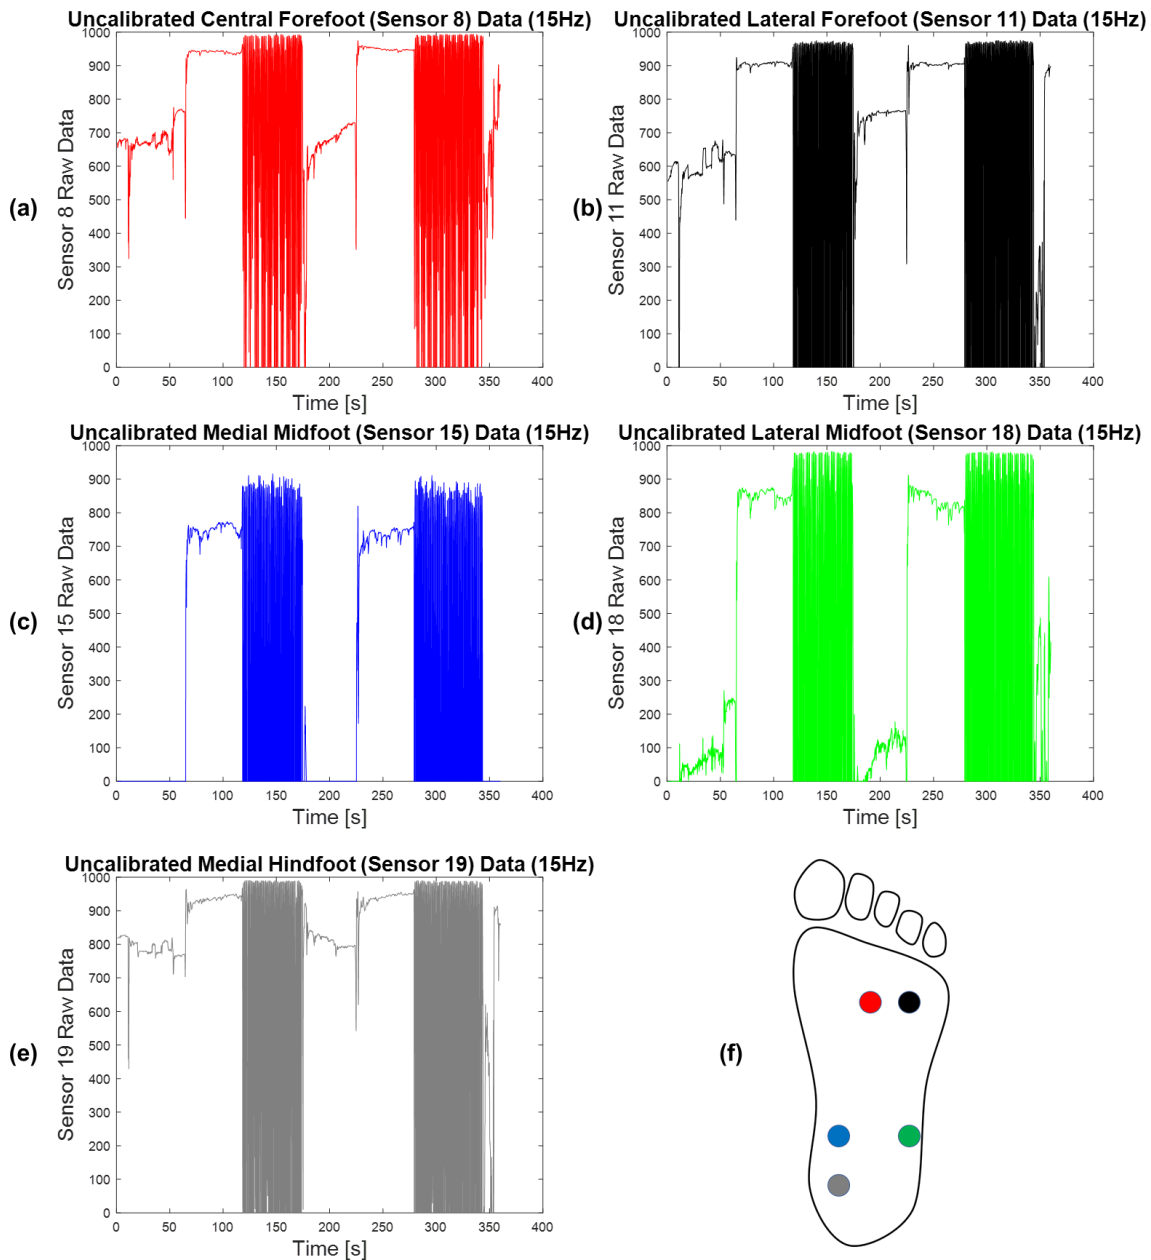 Uncalibrated Central Forefoot (Sensor 8) Data (15Hz)
1000
900
800
700
600
500
400
300
200
100
0
Sensor 8 Raw Data
(a)
0 50 100 150 200 250 300 350 400
Time [s]
Uncalibrated Lateral Forefoot (Sensor 11) Data (15Hz)
1000
900
800
700
600
500
400
300
200
100
0
Sensor 11 Raw Data
(b)
0 50 100 150 200 250 300 350 400
Time [s]
Uncalibrated Medial Midfoot (Sensor 15) Data (15Hz)
1000
900
800
700
600
500
400
300
200
100
0
Sensor 15 Raw Data
(c)
0 50 100 150 200 250 300 350 400
Time [s]
Uncalibrated Lateral Midfoot (Sensor 18) Data (15Hz)
1000
900
800
700
600
500
400
300
200
100
0
Sensor 18 Raw Data
(d)
0 50 100 150 200 250 300 350 400
Time [s]
Uncalibrated Medial Hindfoot (Sensor 19) Data (15Hz)
1000
900
800
700
600
500
400
300
200
100
0
Sensor 19 Raw Data
(e)
0 50 100 150 200 250 300 350 400
Time [s]
(f)